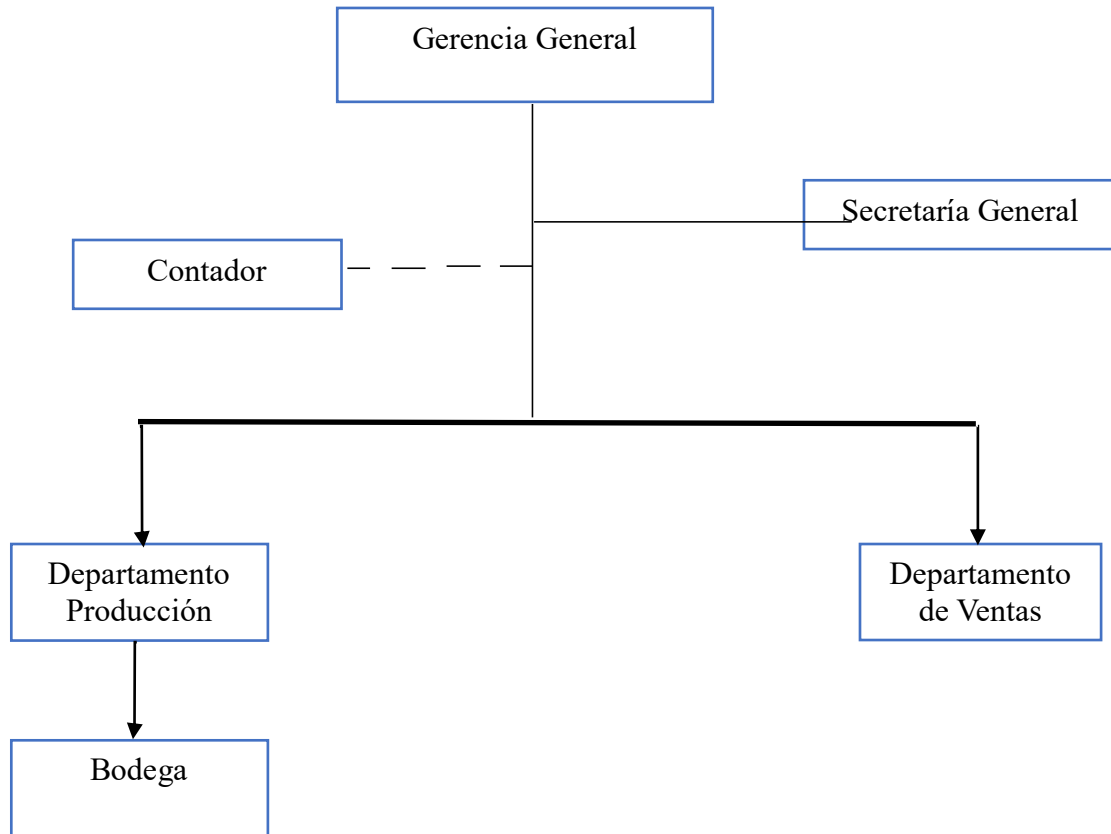 Gerencia General
Secretaría General
Contador
Departamento
Producción
Departamento
de Ventas
Bodega